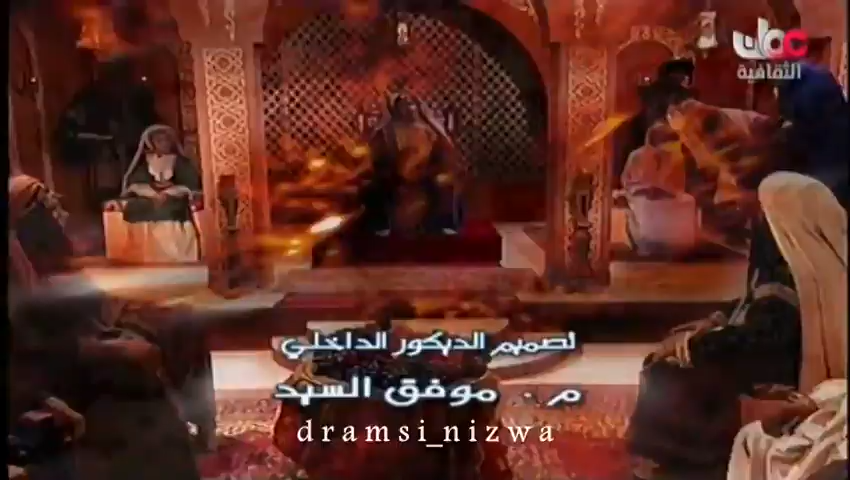 عمان
الثقافية
تصميم الديكور الداخلي
م. موفق السيد
dramsi_nizwa